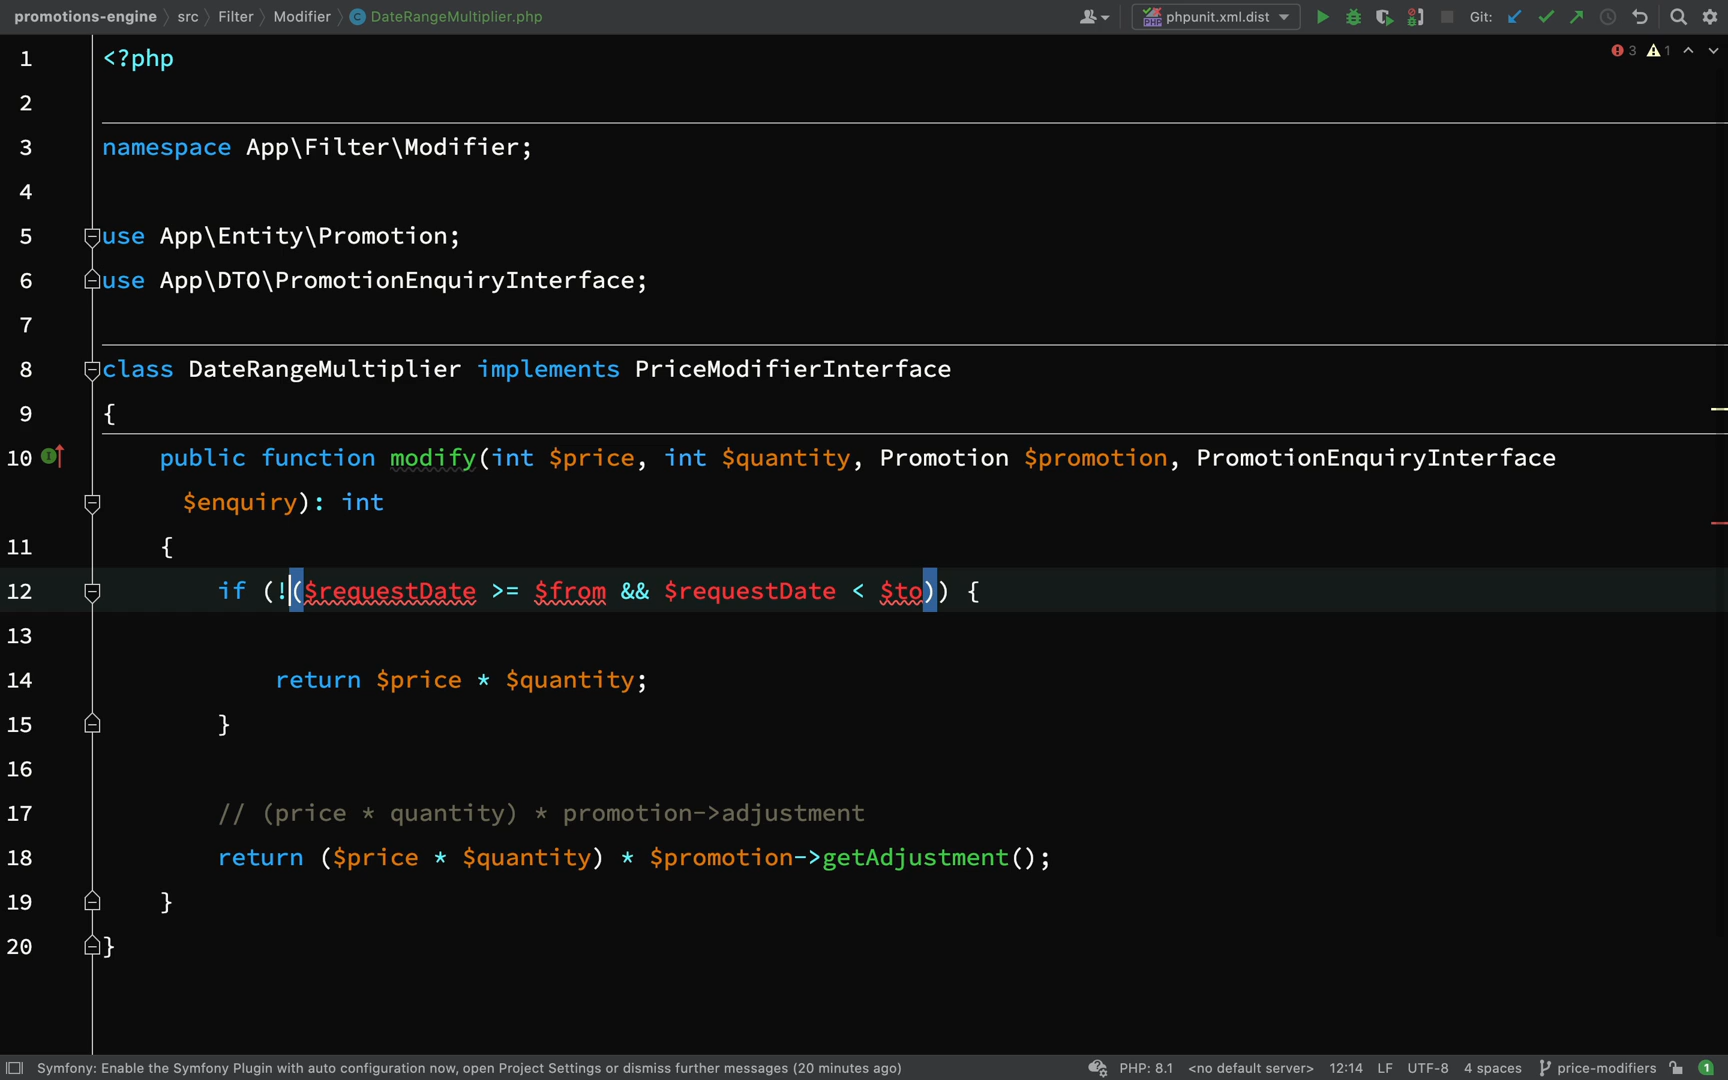 promotions-engine src Filter Modifier DateRangeMultiplier.php phpunit.xml.dist Git:
3 1
1 <?php
2
3 namespace App\Filter\Modifier;
4
5 use App\Entity\Promotion;
6 use App\DTO\PromotionEnquiryInterface;
7
8 class DateRangeMultiplier implements PriceModifierInterface
9 {
10 public function modify(int $price, int $quantity, Promotion $promotion, PromotionEnquiryInterface
$enquiry): int
11 {
12 if (!($requestDate >= $from && $requestDate < $to)) {
13
14 return $price * $quantity;
15 }
16
17 // (price * quantity) * promotion->adjustment
18 return ($price * $quantity) * $promotion->getAdjustment();
19 }
20 }
Symfony: Enable the Symfony Plugin with auto configuration now, open Project Settings or dismiss further messages (20 minutes ago) PHP: 8.1 <no default server> 12:14 LF UTF-8 4 spaces price-modifiers 1